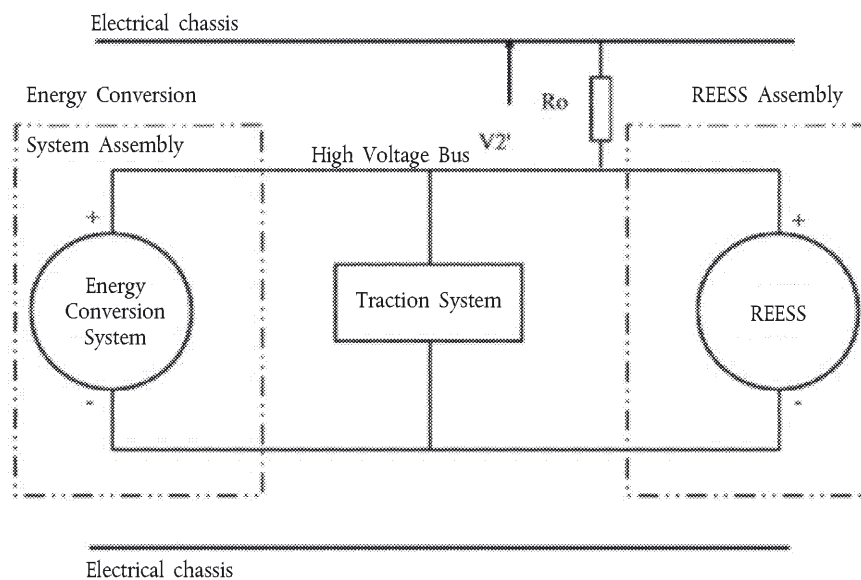 Electrical chassis
Energy Conversion
System Assembly
High Voltage Bus
V2'
Ro
REESS Assembly
+
+
Energy
Conversion
System
Traction System
REESS
-
-
Electrical chassis